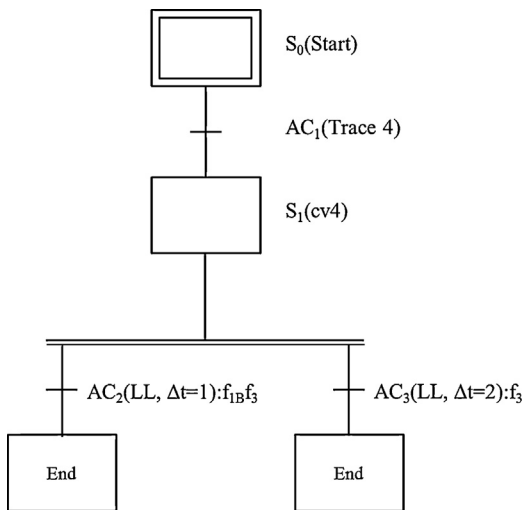 S₀(Start)
AC₁(Trace 4)
S₁(cv4)
AC₂(LL, Δt=1):f₁Bf₃
AC₃(LL, Δt=2):f₃
End
End